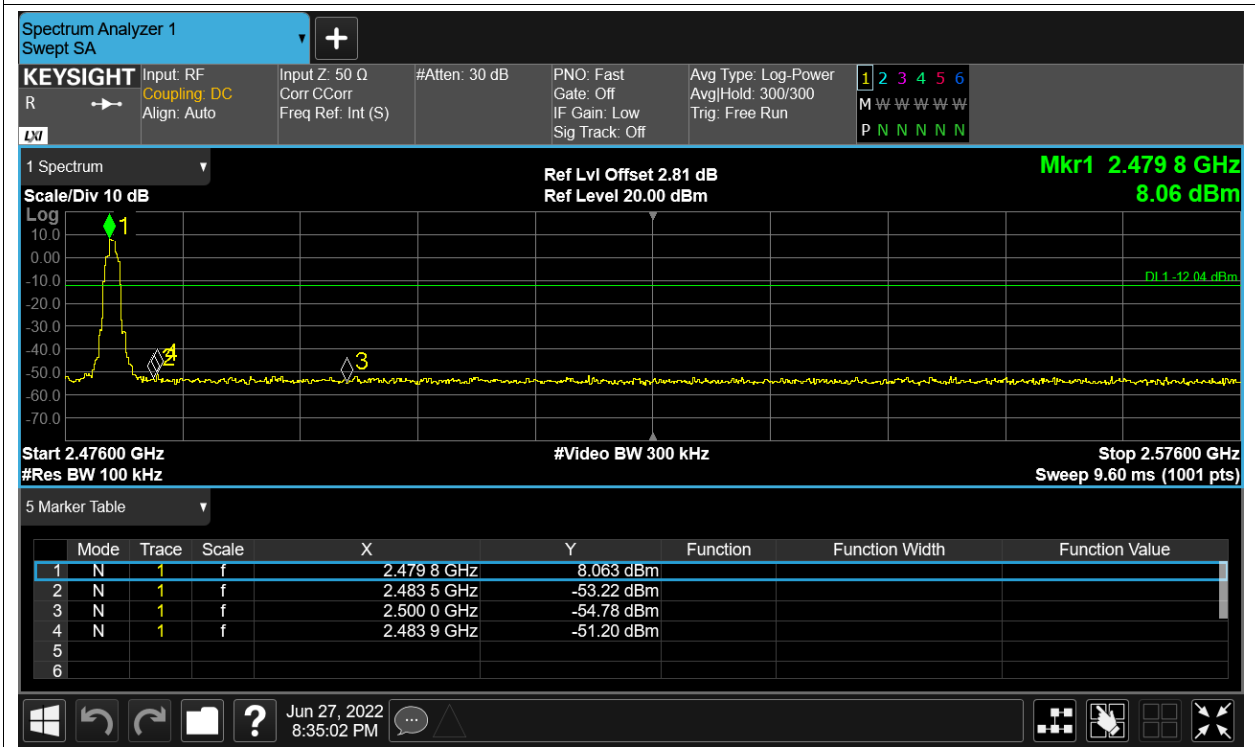 Spectrum Analyzer 1
Swept SA
KEYSIGHT Input: RF Input Z: 50 Ω #Atten: 30 dB PNO: Fast Avg Type: Log-Power 1 2 3 4 5 6
R Coupling: DC Corr CCorr Gate: Off Avg|Hold: 300/300 M W W W W W
Align: Auto Freq Ref: Int (S) IF Gain: Low Trig: Free Run
LXI Sig Track: Off P N N N N N
1 Spectrum Ref Lvl Offset 2.81 dB Mkr1 2.479 8 GHz
Scale/Div 10 dB Ref Level 20.00 dBm 8.06 dBm
Log
1
10.0
0.00
-10.0 DL1 -12.04 dBm
-20.0
-30.0
-40.0 2 4 3
-50.0
-60.0
-70.0
Start 2.47600 GHz #Video BW 300 kHz Stop 2.57600 GHz
#Res BW 100 kHz Sweep 9.60 ms (1001 pts)
5 Marker Table
Mode Trace Scale X Y Function Function Width Function Value
1 N 1 f 2.479 8 GHz 8.063 dBm
2 N 1 f 2.483 5 GHz -53.22 dBm
3 N 1 f 2.500 0 GHz -54.78 dBm
4 N 1 f 2.483 9 GHz -51.20 dBm
5
6
? Jun 27, 2022
8:35:02 PM